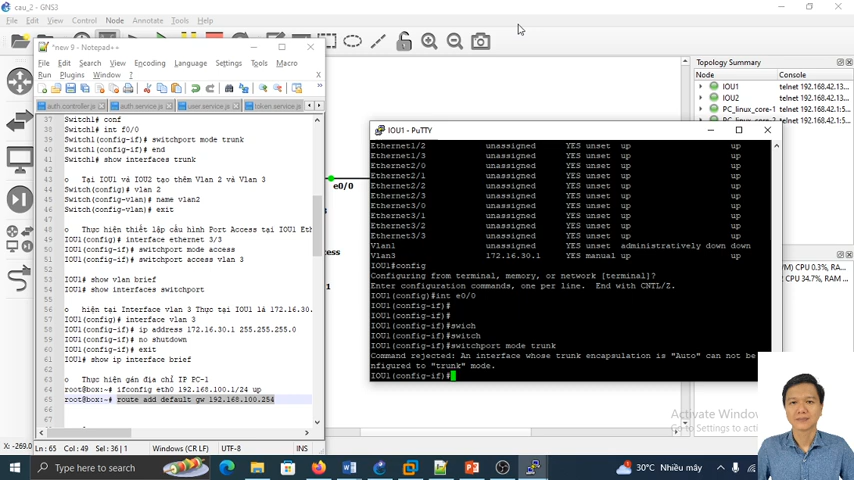 cau_2 - GNS3
File Edit View Control Node Annotate Tools Help
*new 9 - Notepad++
File Edit Search View Encoding Language Settings Tools Macro
Run Plugins Window ?
auth.controller.js auth.service.js user.service.js token.service.js
37 Switch1 conf
38 Switch1# int f0/0
39 Switch1(config-if)# switchport mode trunk
40 Switch1(config-if)# end
41 Switch1# show interfaces trunk
42
43 o Tại IOU1 và IOU2 tạo thêm Vlan 2 và Vlan 3
44 Switch(config)# vlan 2
45 Switch(config-vlan)# name vlan2
46 Switch(config-vlan)# exit
47
48 o Thực hiện thiết lập cấu hình Port Access tại IOU1 Eth
49 IOU1(config)# interface ethernet 3/3
50 IOU1(config-if)# switchport mode access
51 IOU1(config-if)# switchport access vlan 3
52
53 IOU1# show vlan brief
54 IOU1# show interfaces switchport
55
56 o hiện tại Interface vlan 3 Thực tại IOU1 là 172.16.30.
57 IOU1(config)# interface vlan 3
58 IOU1(config-if)# ip address 172.16.30.1 255.255.255.0
59 IOU1(config-if)# no shutdown
60 IOU1(config-if)# exit
61 IOU1# show ip interface brief
62
63 o Thực hiện gán địa chỉ IP PC-1
64 root@box:~# ifconfig eth0 192.168.100.1/24 up
65 root@box:~# route add default gw 192.168.100.254
66
67
Ln: 65 Col: 49 Sel: 36 | 1 Windows (CR LF) UTF-8 INS
X: -269.0
e0/0
ess
Topology Summary
Node Console
IOU1 telnet 192.168.42.13...
IOU2 telnet 192.168.42.13...
PC_linux_core-1 telnet 192.168.42.1:5...
IOU1 - PuTTY
Ethernet1/2 unassigned YES unset up up
Ethernet1/3 unassigned YES unset up up
Ethernet2/0 unassigned YES unset up up
Ethernet2/1 unassigned YES unset up up
Ethernet2/2 unassigned YES unset up up
Ethernet2/3 unassigned YES unset up up
Ethernet3/0 unassigned YES unset up up
Ethernet3/1 unassigned YES unset up up
Ethernet3/2 unassigned YES unset up up
Ethernet3/3 unassigned YES unset up up
Vlan1 unassigned YES unset administratively down down
Vlan3 172.16.30.1 YES manual up up
IOU1#config
Configuring from terminal, memory, or network [terminal]?
Enter configuration commands, one per line. End with CNTL/Z.
IOU1(config)#int e0/0
IOU1(config-if)#
IOU1(config-if)#
IOU1(config-if)#swich
IOU1(config-if)#switch
IOU1(config-if)#switchport mode trunk
Command rejected: An interface whose trunk encapsulation is "Auto" can not be
nfigured to "trunk" mode.
IOU1(config-if)#
M) CPU 0.3%, RA...
CPU 34.7%, RAM ...
Activate Window
Go to Settings to activ
Type here to search
30°C Nhiều mây